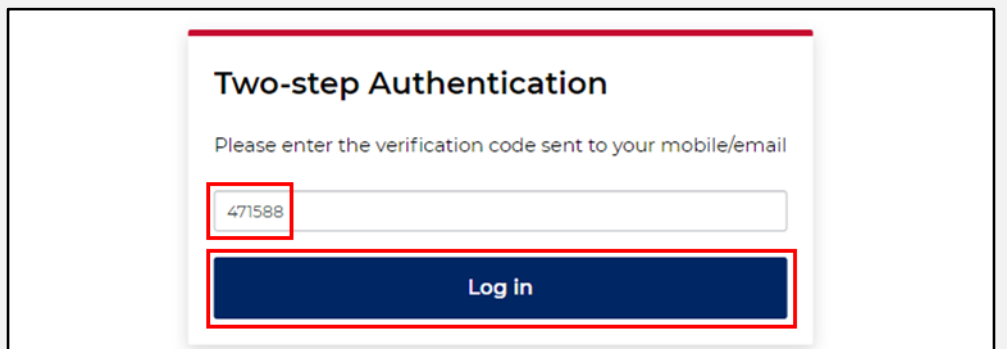 Two-step Authentication
Please enter the verification code sent to your mobile/email
471588
Log in